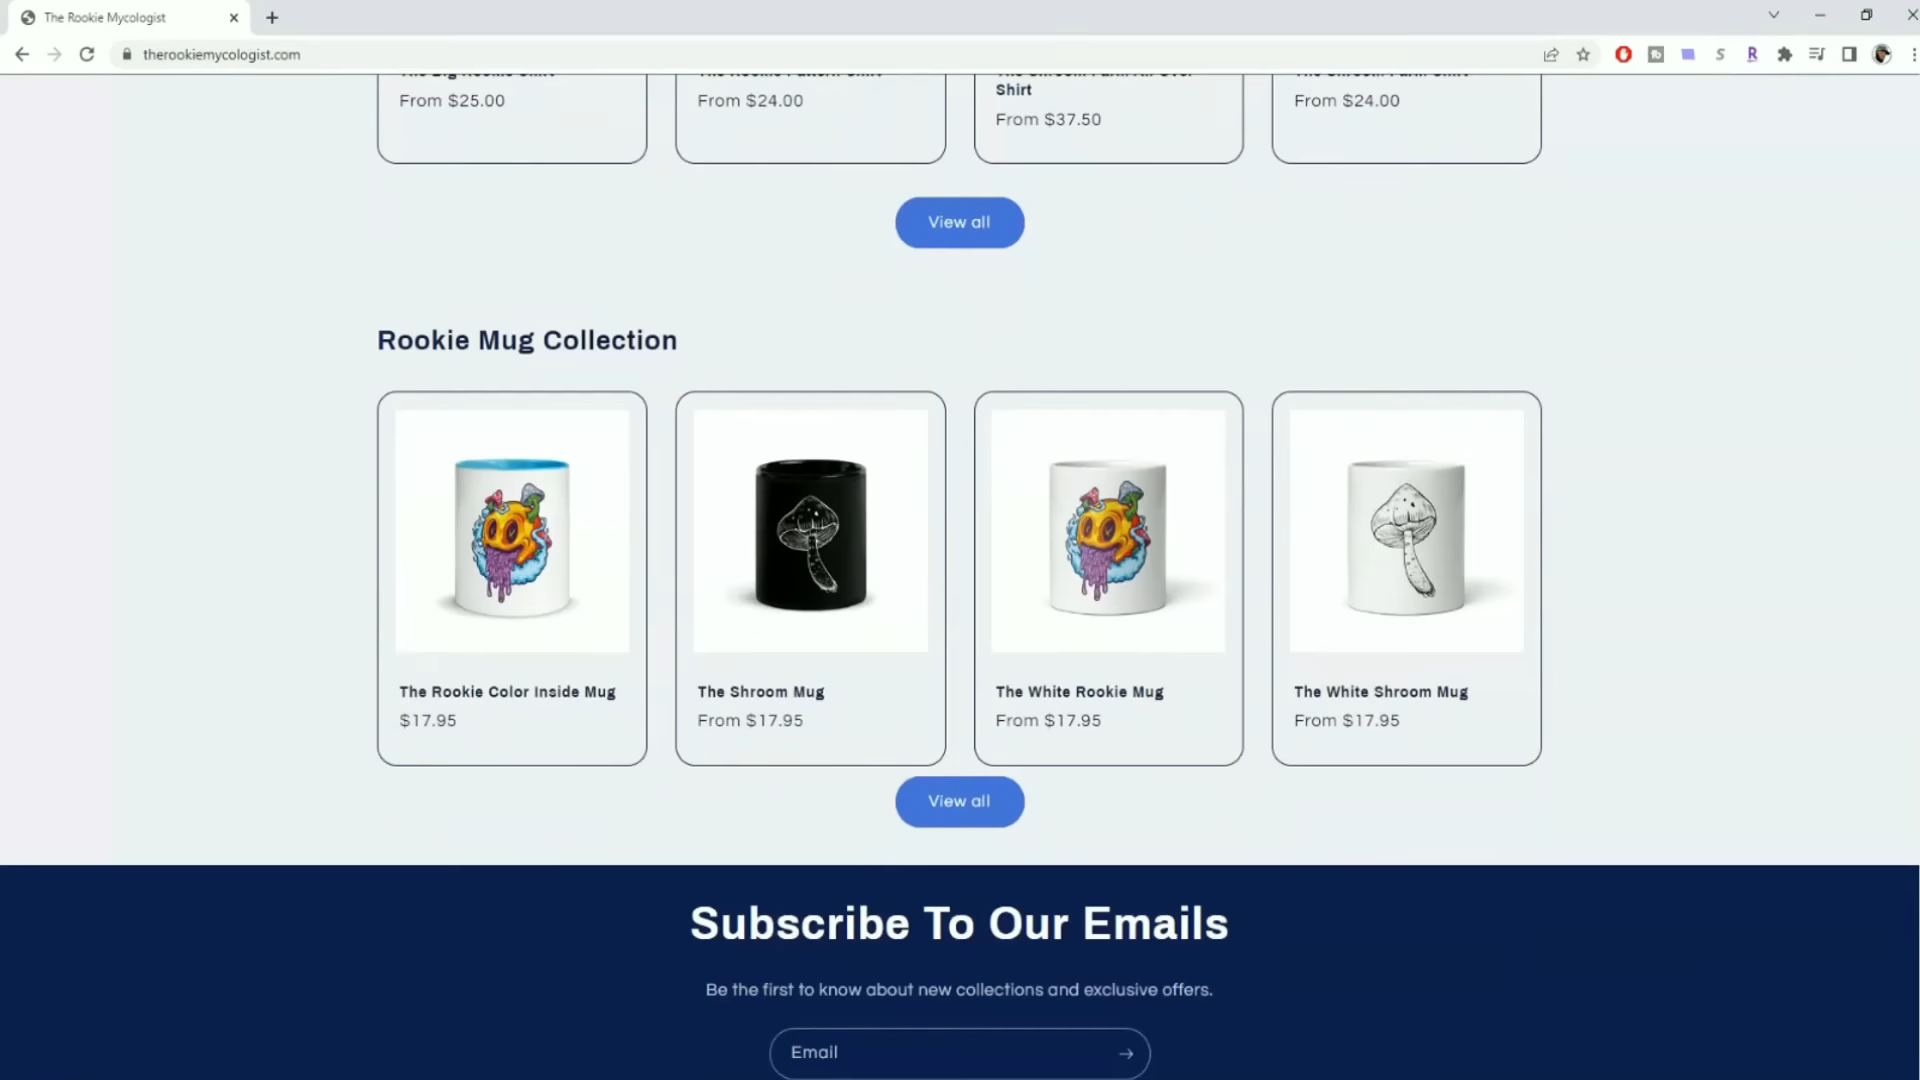 The Rookie Mycologist
therookiemycologist.com
From $25.00
From $24.00
Shirt
From $37.50
From $24.00
View all
Rookie Mug Collection
The Rookie Color Inside Mug
$17.95
The Shroom Mug
From $17.95
The White Rookie Mug
From $17.95
The White Shroom Mug
From $17.95
View all
Subscribe To Our Emails
Be the first to know about new collections and exclusive offers.
Email